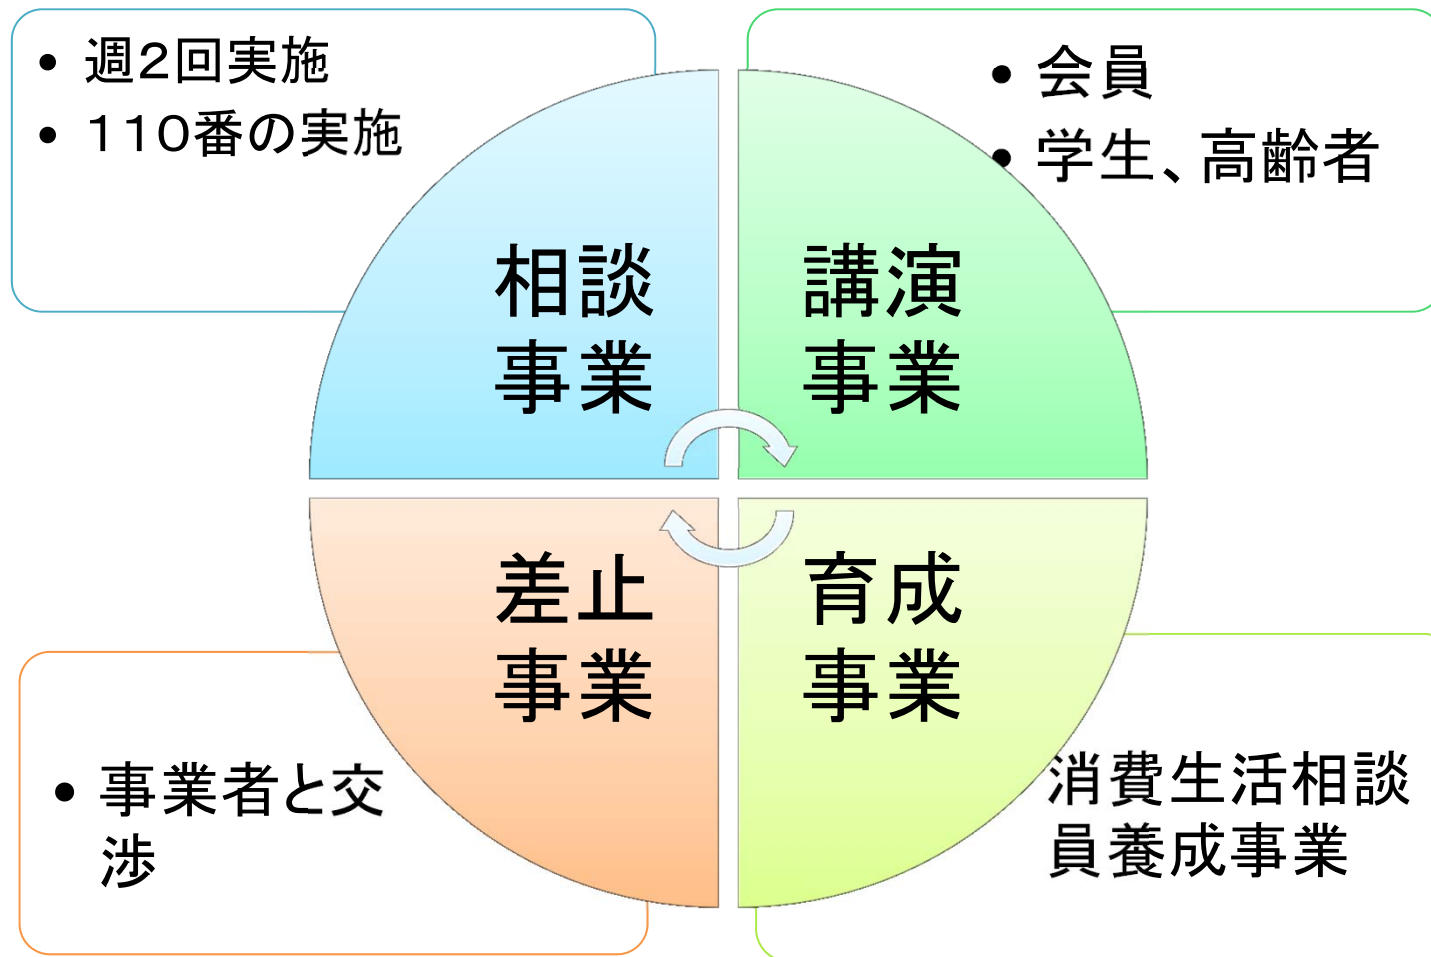 • 週２回実施
• １１０番の実施
• 会員
• 学生、高齢者
相談
事業
講演
事業
差止
事業
育成
事業
• 事業者と交
渉
消費生活相談
員養成事業